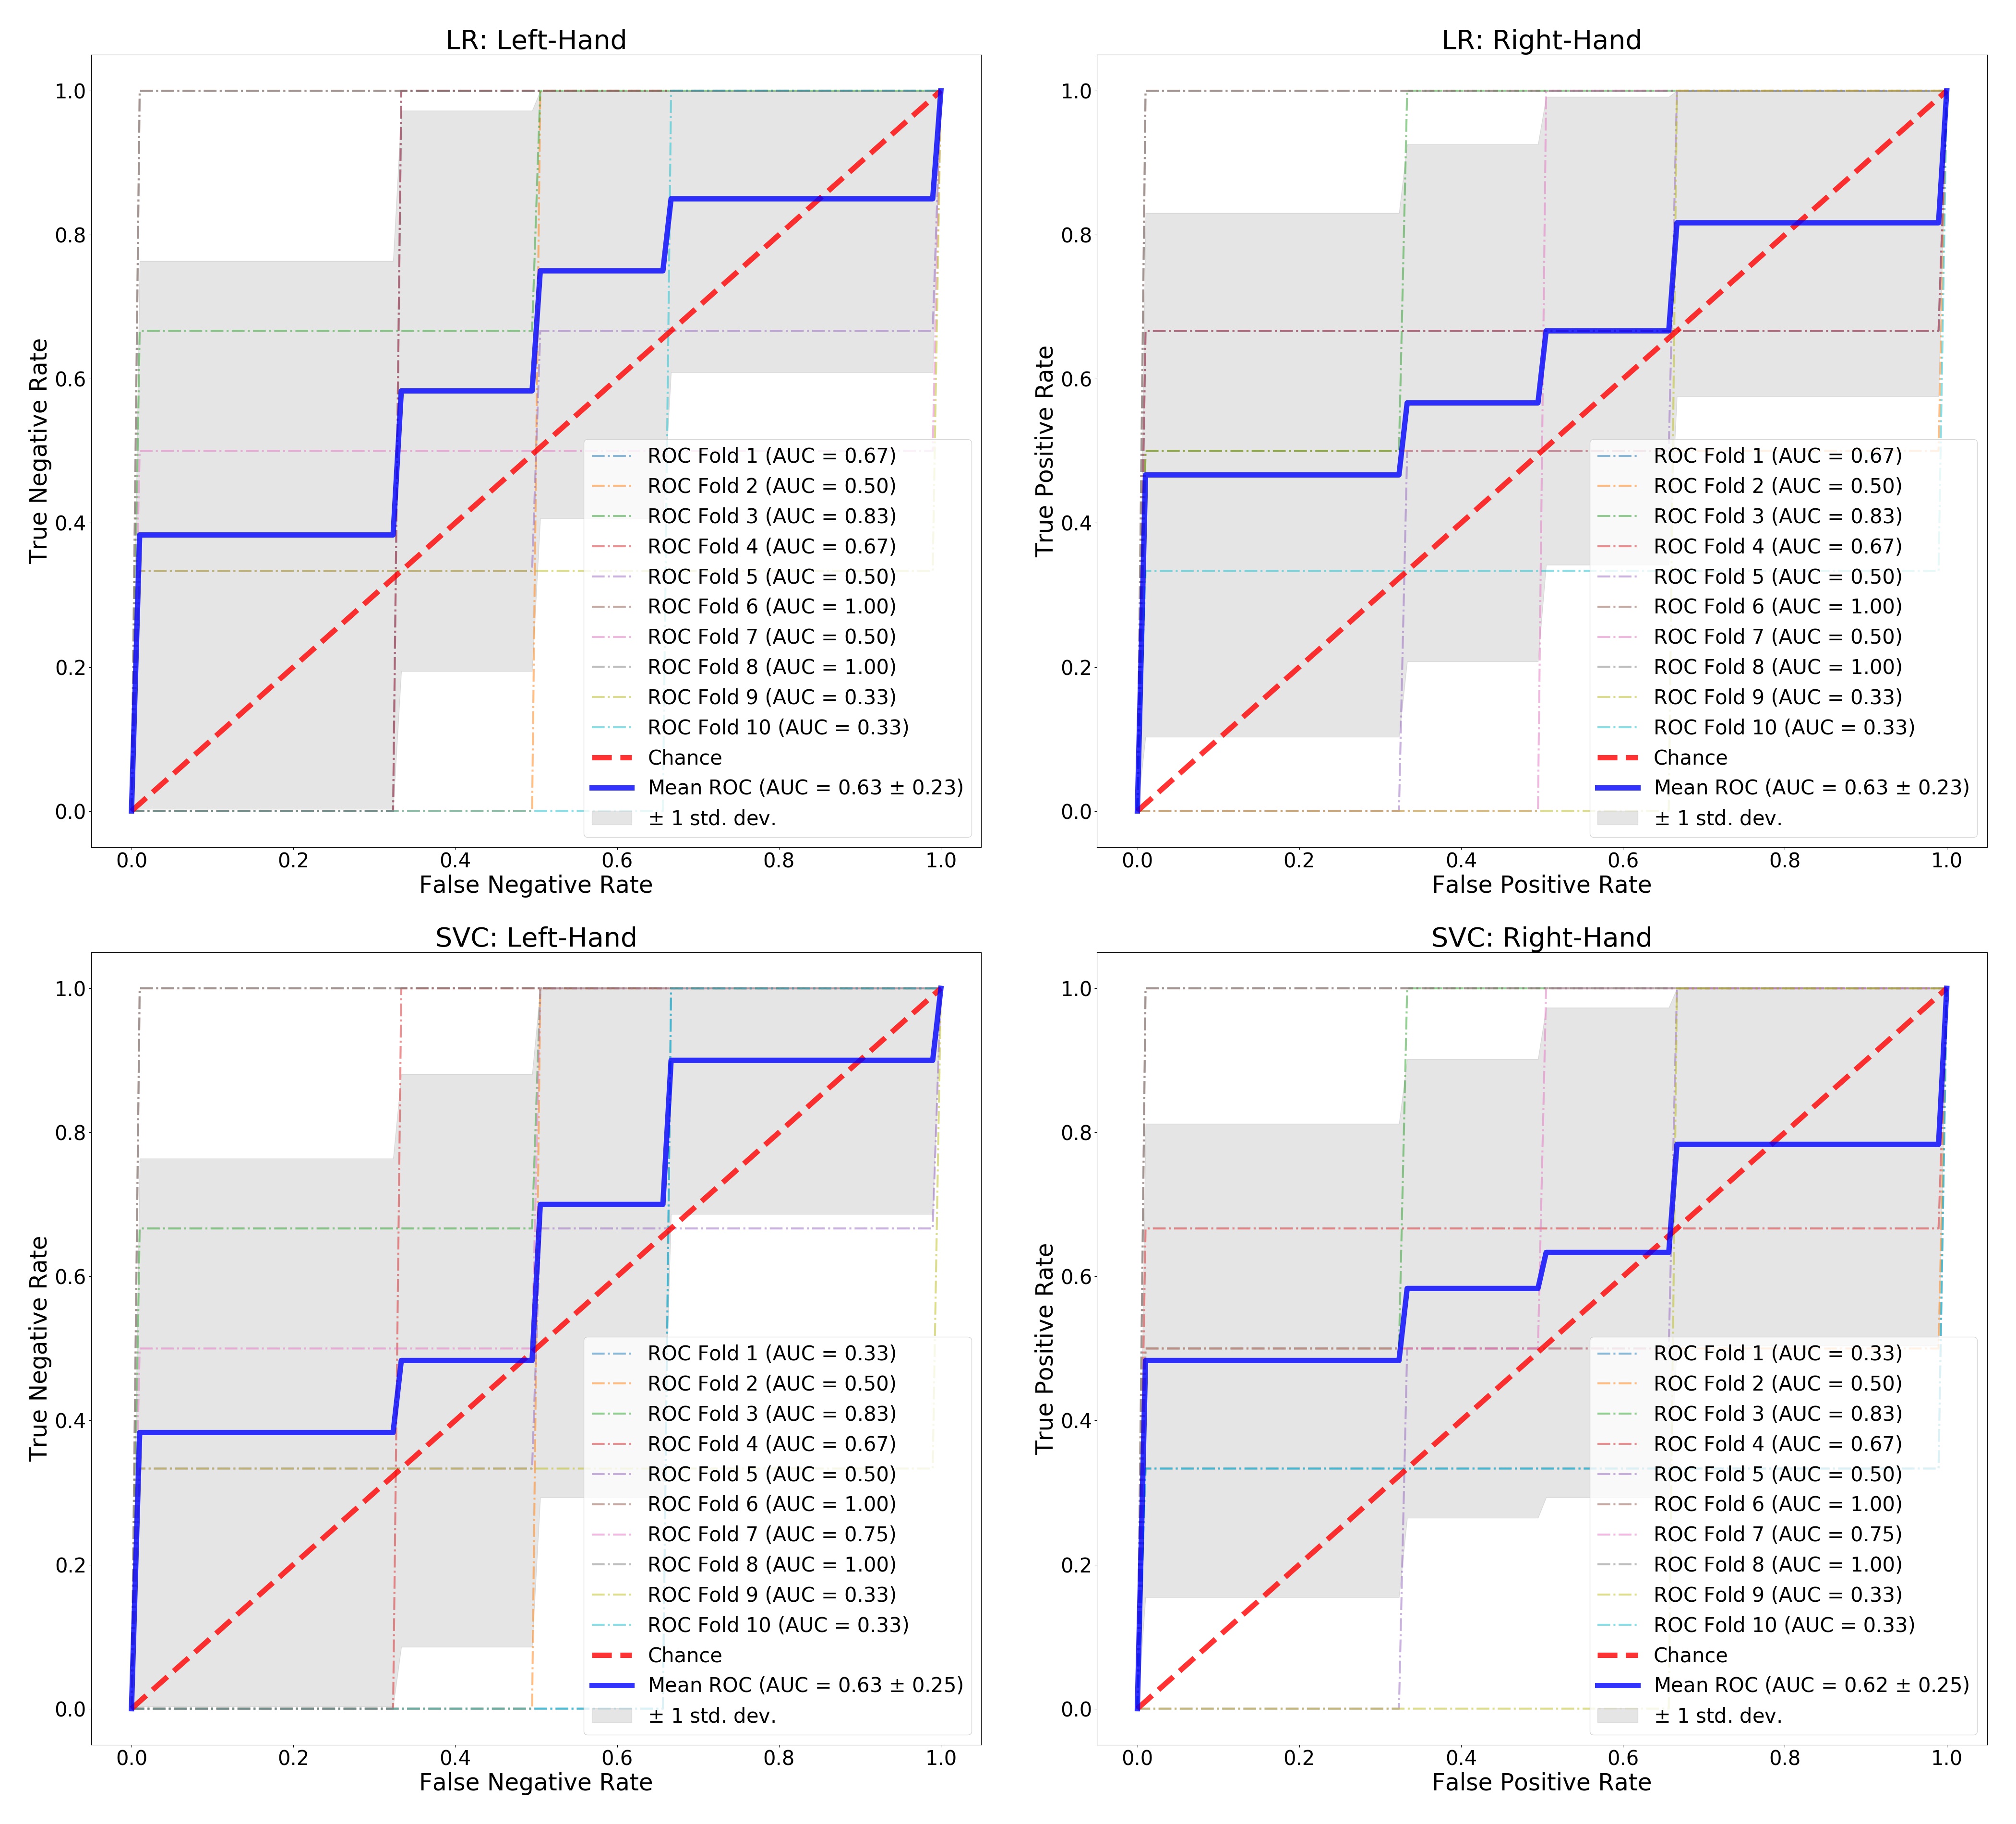 LR: Left-Hand
True Negative Rate
1.0
0.8
0.6
0.4
0.2
0.0
ROC Fold 1 (AUC = 0.67)
ROC Fold 2 (AUC = 0.50)
ROC Fold 3 (AUC = 0.83)
ROC Fold 4 (AUC = 0.67)
ROC Fold 5 (AUC = 0.50)
ROC Fold 6 (AUC = 1.00)
ROC Fold 7 (AUC = 0.50)
ROC Fold 8 (AUC = 1.00)
ROC Fold 9 (AUC = 0.33)
ROC Fold 10 (AUC = 0.33)
Chance
Mean ROC (AUC = 0.63 ± 0.23)
± 1 std. dev.
0.0 0.2 0.4 0.6 0.8 1.0
False Negative Rate
LR: Right-Hand
True Positive Rate
1.0
0.8
0.6
0.4
0.2
0.0
ROC Fold 1 (AUC = 0.67)
ROC Fold 2 (AUC = 0.50)
ROC Fold 3 (AUC = 0.83)
ROC Fold 4 (AUC = 0.67)
ROC Fold 5 (AUC = 0.50)
ROC Fold 6 (AUC = 1.00)
ROC Fold 7 (AUC = 0.50)
ROC Fold 8 (AUC = 1.00)
ROC Fold 9 (AUC = 0.33)
ROC Fold 10 (AUC = 0.33)
Chance
Mean ROC (AUC = 0.63 ± 0.23)
± 1 std. dev.
0.0 0.2 0.4 0.6 0.8 1.0
False Positive Rate
SVC: Left-Hand
True Negative Rate
1.0
0.8
0.6
0.4
0.2
0.0
ROC Fold 1 (AUC = 0.33)
ROC Fold 2 (AUC = 0.50)
ROC Fold 3 (AUC = 0.83)
ROC Fold 4 (AUC = 0.67)
ROC Fold 5 (AUC = 0.50)
ROC Fold 6 (AUC = 1.00)
ROC Fold 7 (AUC = 0.75)
ROC Fold 8 (AUC = 1.00)
ROC Fold 9 (AUC = 0.33)
ROC Fold 10 (AUC = 0.33)
Chance
Mean ROC (AUC = 0.63 ± 0.25)
± 1 std. dev.
0.0 0.2 0.4 0.6 0.8 1.0
False Negative Rate
SVC: Right-Hand
True Positive Rate
1.0
0.8
0.6
0.4
0.2
0.0
ROC Fold 1 (AUC = 0.33)
ROC Fold 2 (AUC = 0.50)
ROC Fold 3 (AUC = 0.83)
ROC Fold 4 (AUC = 0.67)
ROC Fold 5 (AUC = 0.50)
ROC Fold 6 (AUC = 1.00)
ROC Fold 7 (AUC = 0.75)
ROC Fold 8 (AUC = 1.00)
ROC Fold 9 (AUC = 0.33)
ROC Fold 10 (AUC = 0.33)
Chance
Mean ROC (AUC = 0.62 ± 0.25)
± 1 std. dev.
0.0 0.2 0.4 0.6 0.8 1.0
False Positive Rate